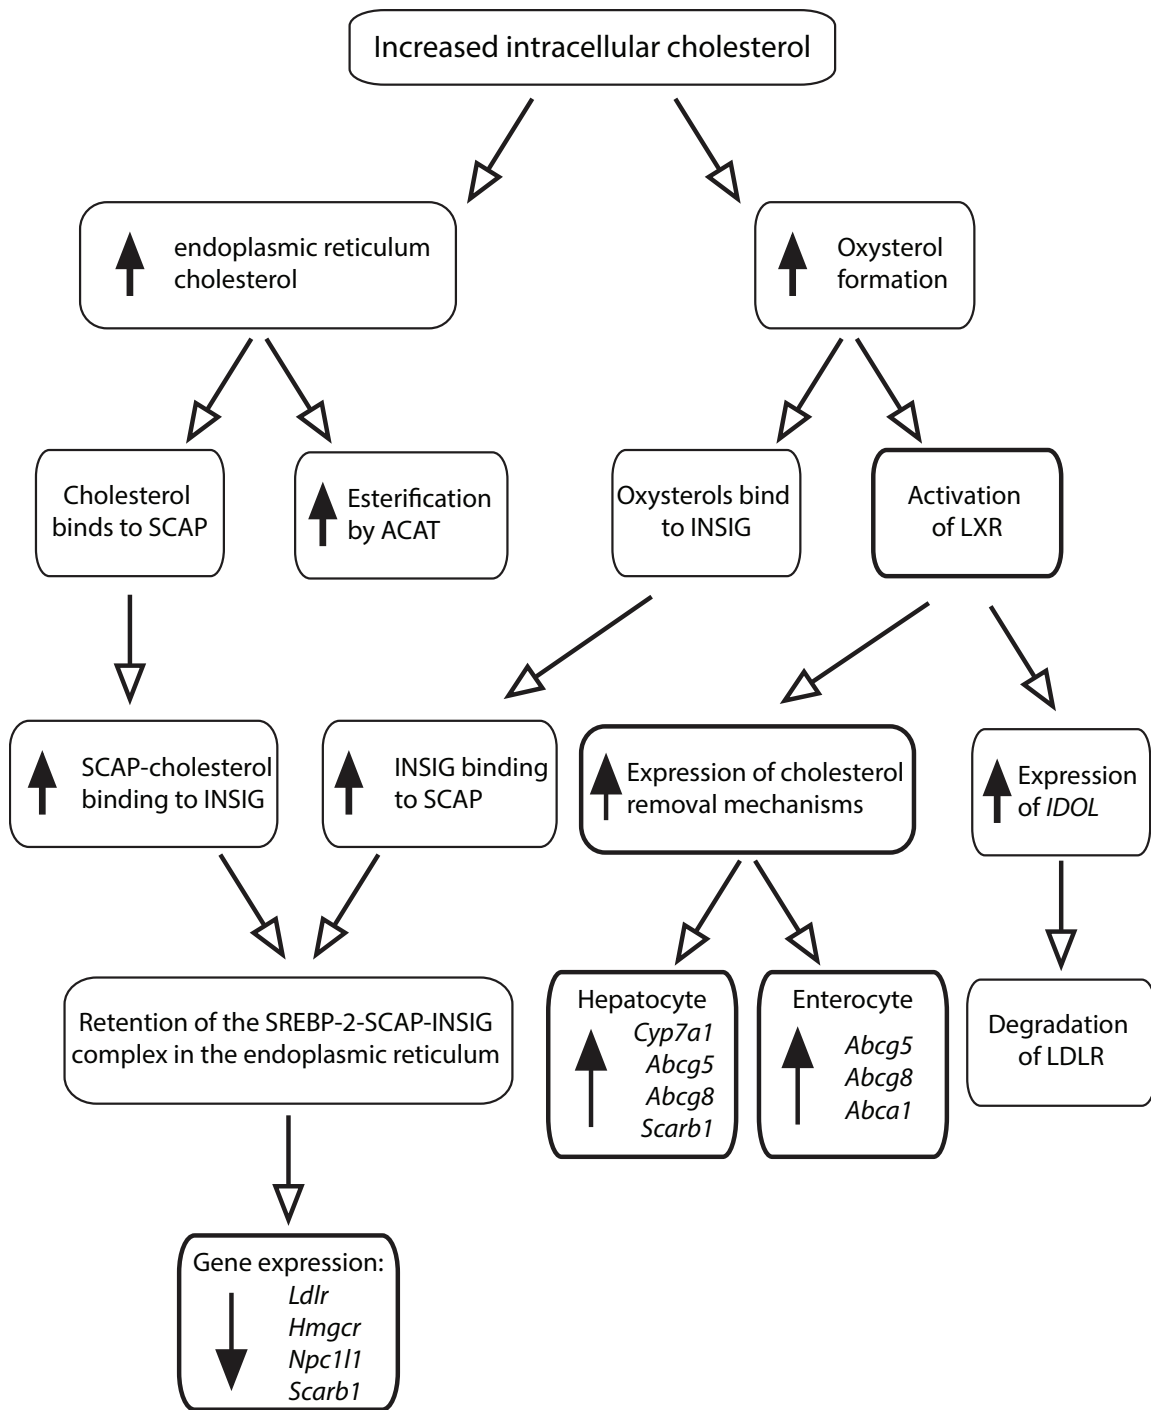 Increased intracellular cholesterol
endoplasmic reticulum
cholesterol
Oxysterol
formation
Cholesterol
binds to SCAP
Esterification
by ACAT
Oxysterols bind
to INSIG
Activation
of LXR
SCAP-cholesterol
binding to INSIG
INSIG binding
to SCAP
Expression of cholesterol
removal mechanisms
Expression
of IDOL
Retention of the SREBP-2-SCAP-INSIG
complex in the endoplasmic reticulum
Hepatocyte
Cyp7a1
Abcg5
Abcg8
Scarb1
Enterocyte
Abcg5
Abcg8
Abca1
Degradation
of LDLR
Gene expression:
Ldlr
Hmgcr
Npc1l1
Scarb1